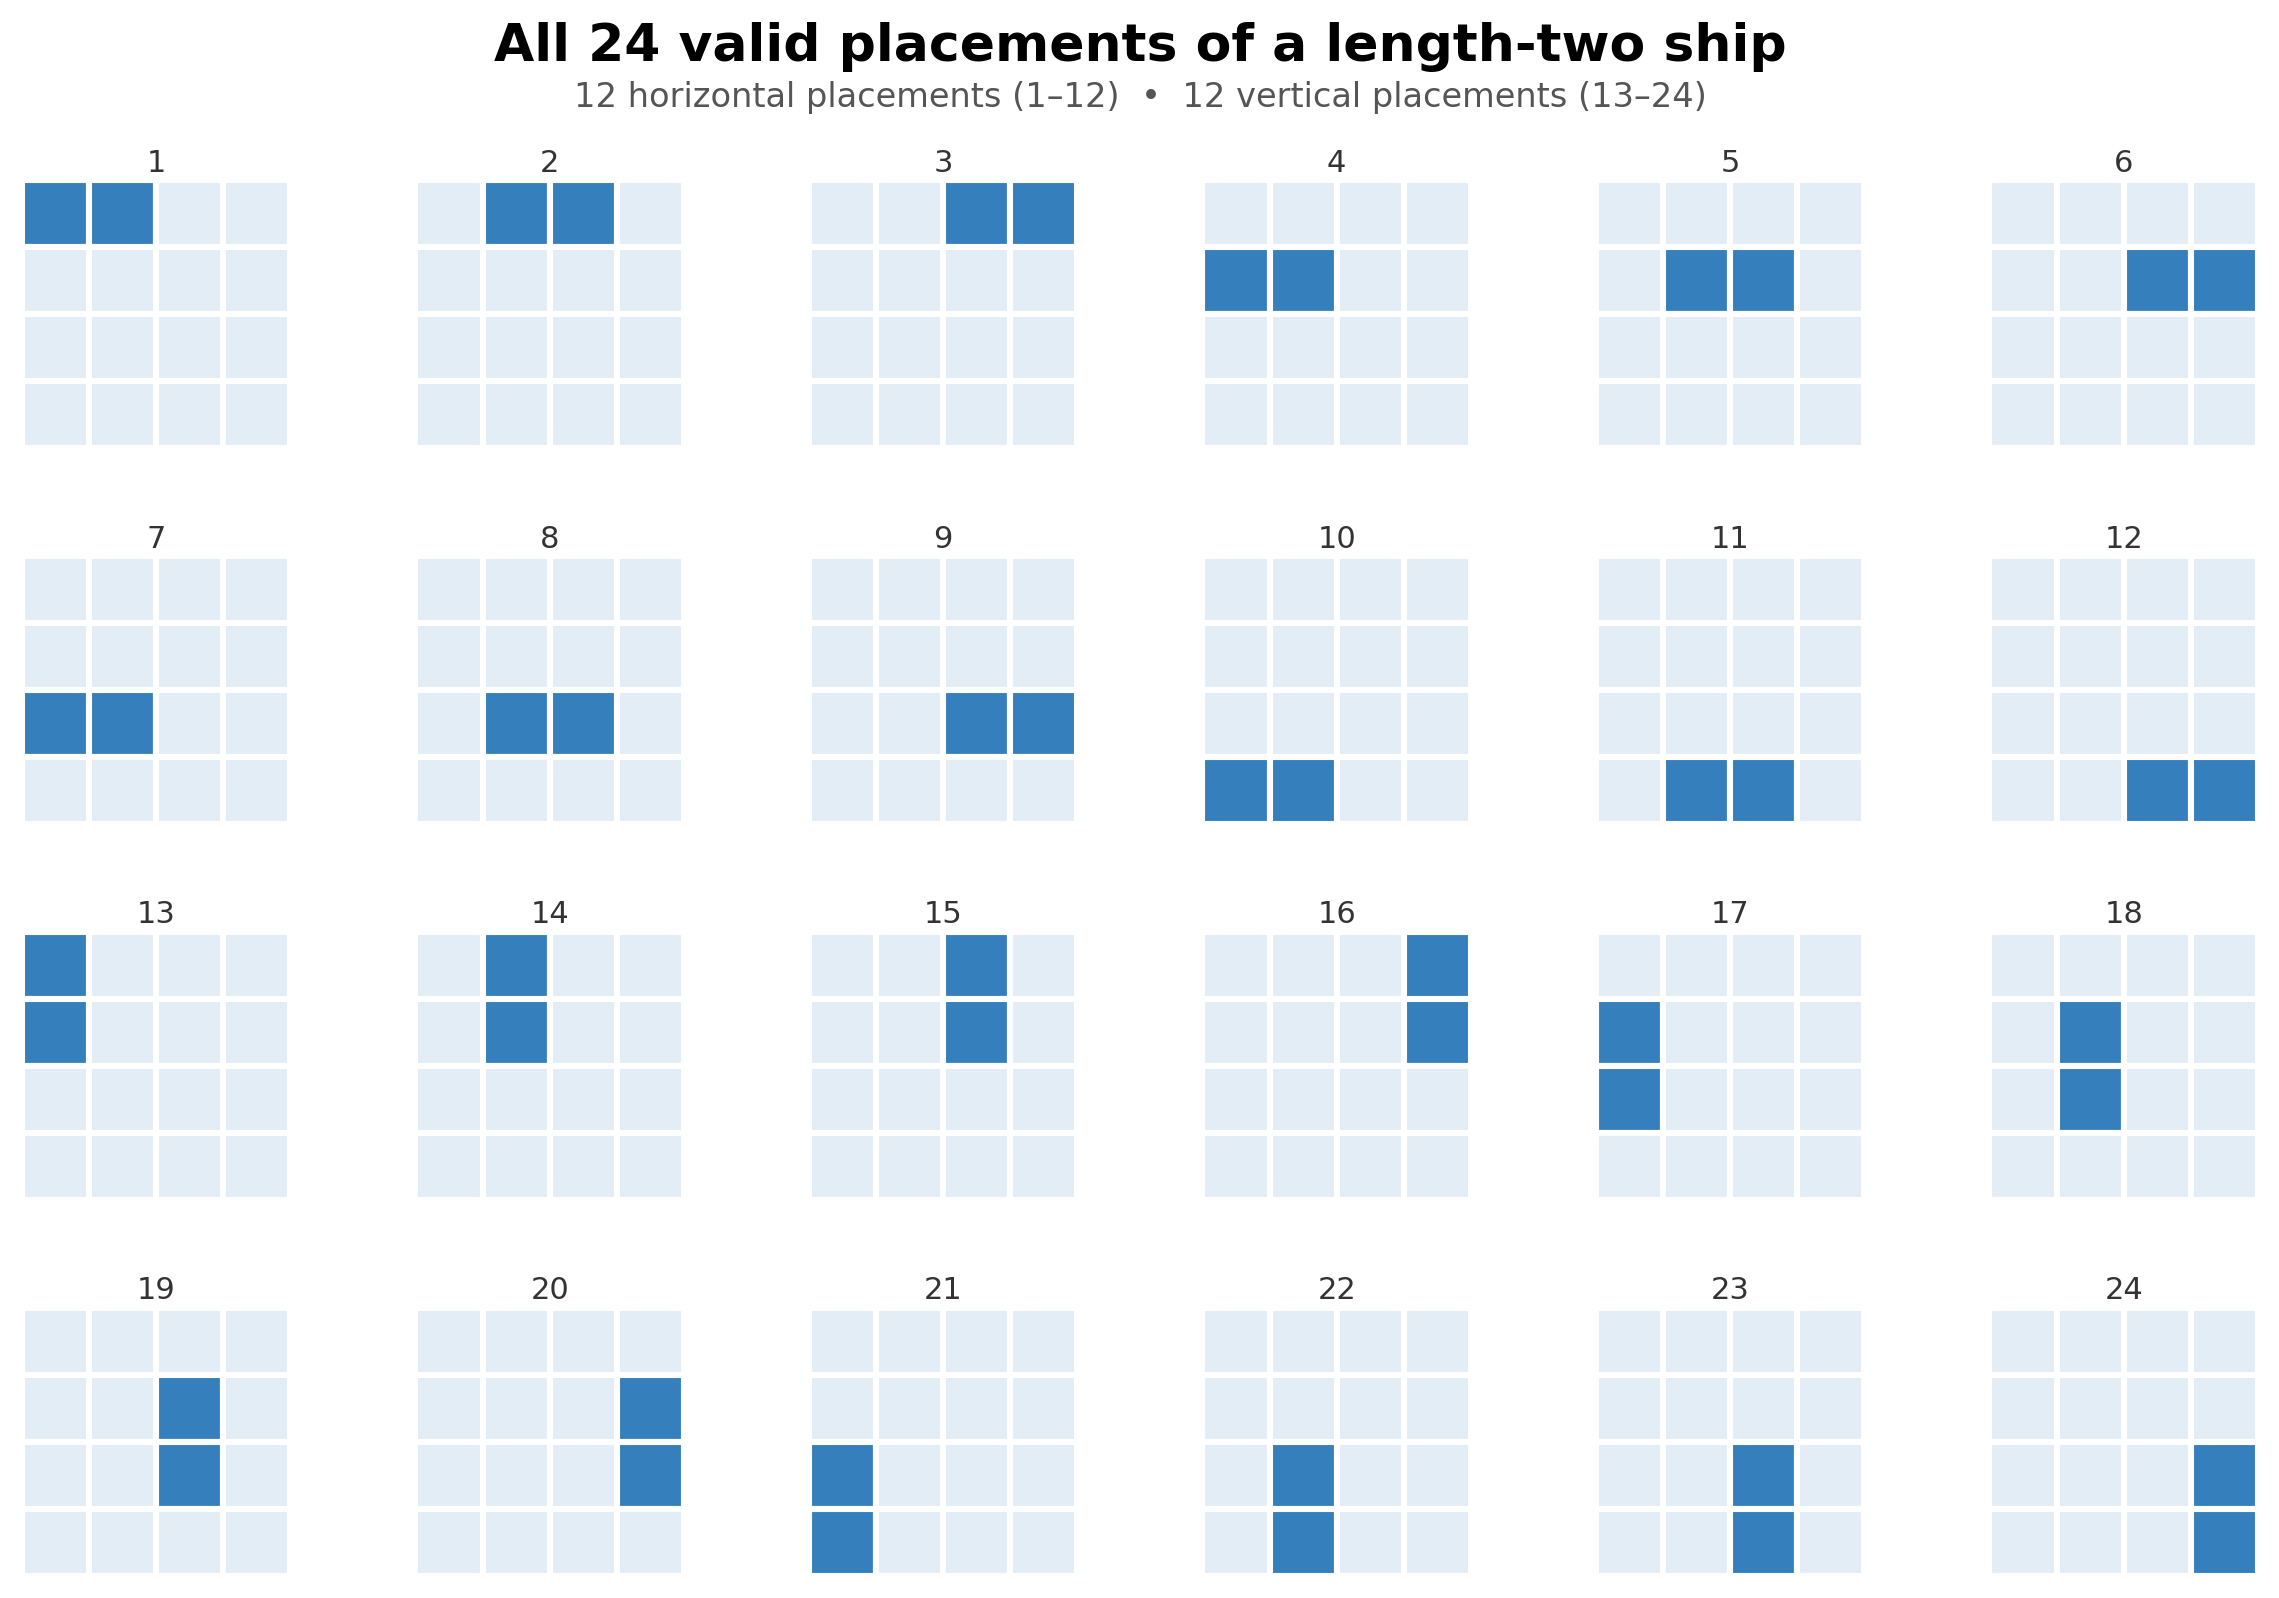 All 24 valid placements of a length-two ship
12 horizontal placements (1–12) • 12 vertical placements (13–24)
1 2 3 4 5 6
7 8 9 10 11 12
13 14 15 16 17 18
19 20 21 22 23 24